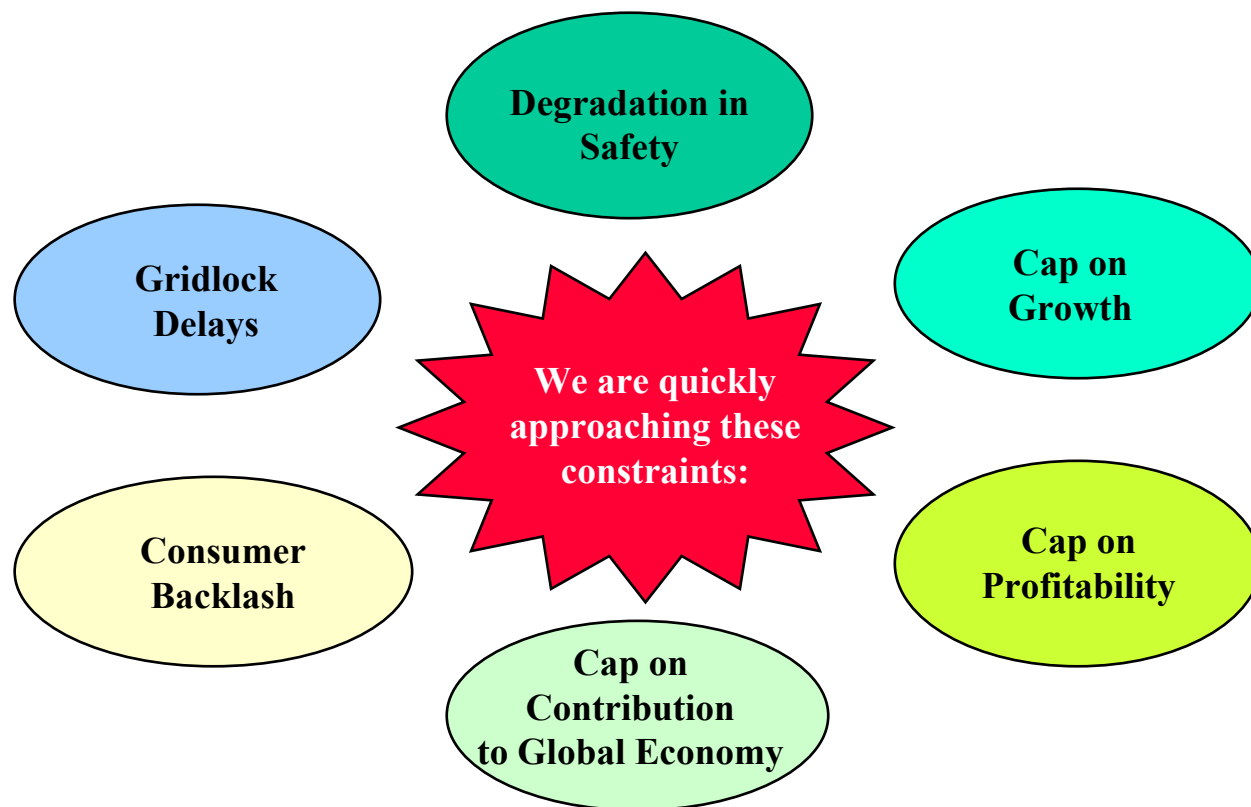 Degradation in
Safety
Gridlock
Delays
Cap on
Growth
We are quickly
approaching these
constraints:
Consumer
Backlash
Cap on
Profitability
Cap on
Contribution
to Global Economy